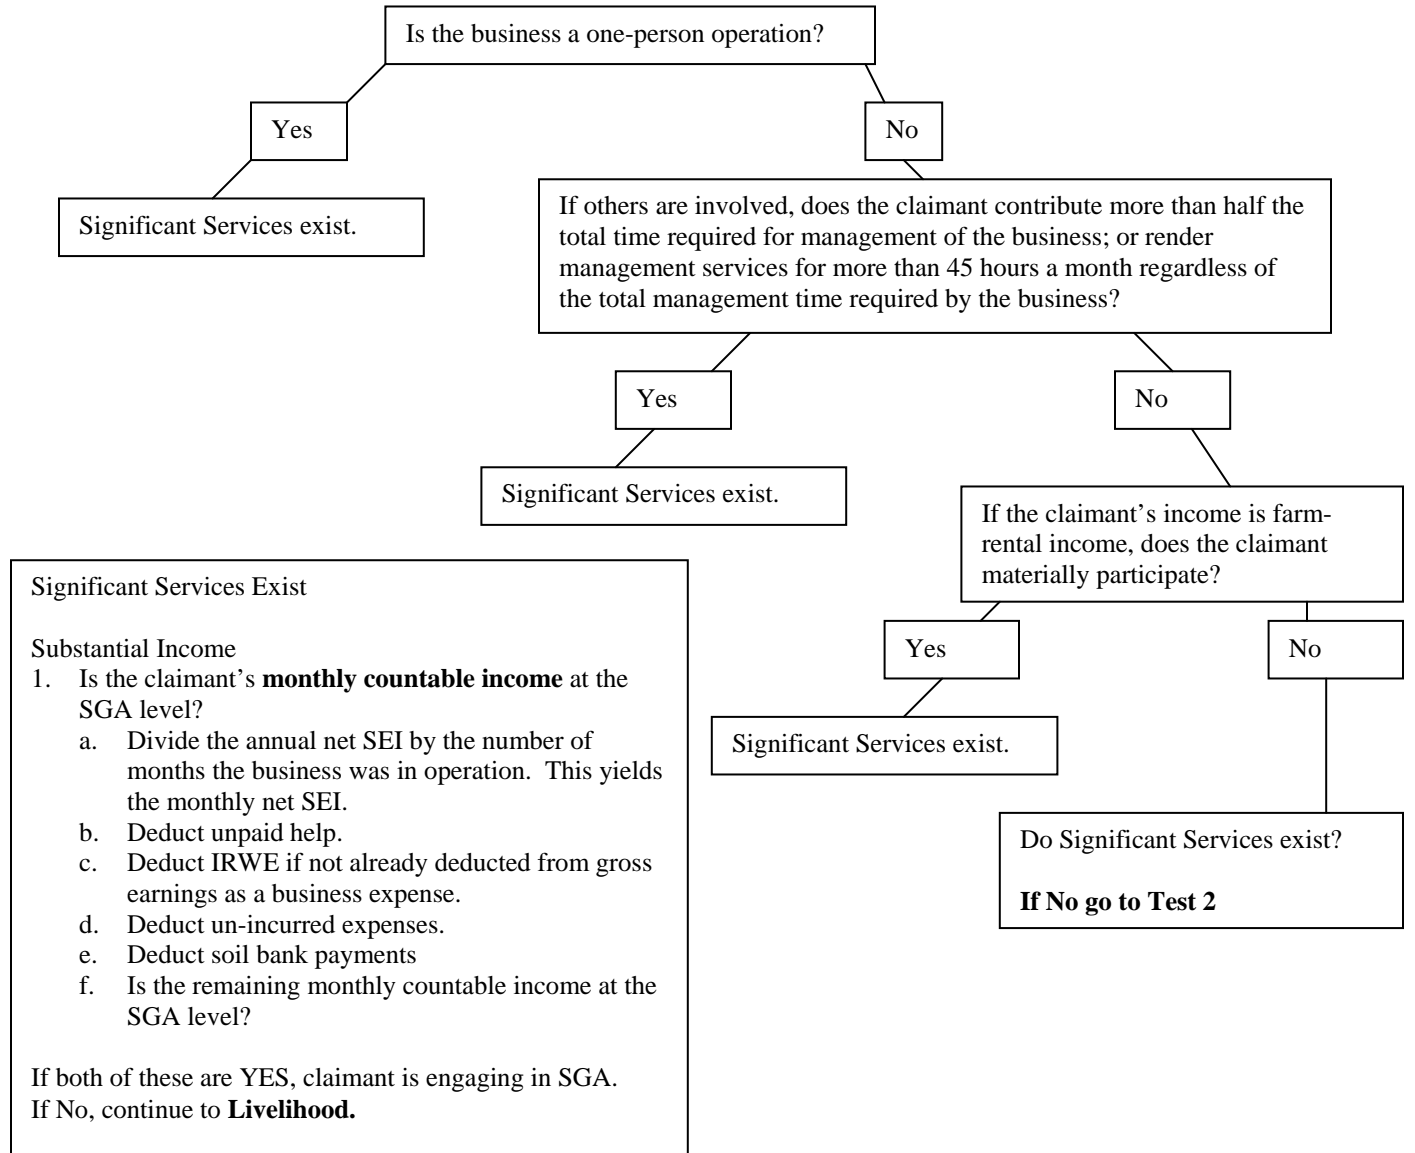 Is the business a one-person operation?
Yes
No
Significant Services exist.
If others are involved, does the claimant contribute more than half the
total time required for management of the business; or render
management services for more than 45 hours a month regardless of
the total management time required by the business?
Yes
No
Significant Services exist.
If the claimant’s income is farm-
rental income, does the claimant
materially participate?
Yes
No
Significant Services exist.
Do Significant Services exist?
If No go to Test 2
Significant Services Exist
Substantial Income
1. Is the claimant’s monthly countable income at the
SGA level?
a. Divide the annual net SEI by the number of
months the business was in operation. This yields
the monthly net SEI.
b. Deduct unpaid help.
c. Deduct IRWE if not already deducted from gross
earnings as a business expense.
d. Deduct un-incurred expenses.
e. Deduct soil bank payments
f. Is the remaining monthly countable income at the
SGA level?
If both of these are YES, claimant is engaging in SGA.
If No, continue to Livelihood.